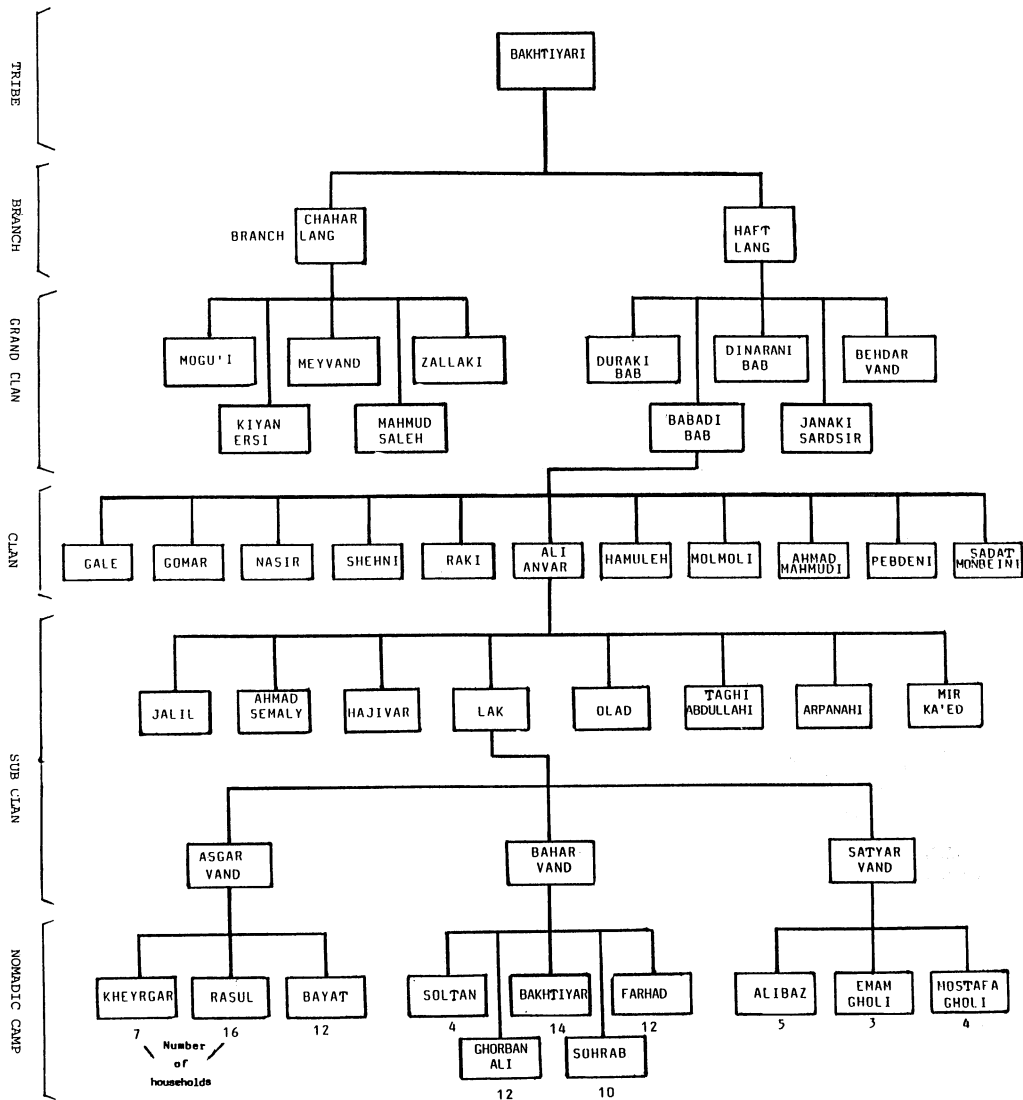 TRIBE
BAKHTIYARI
BRANCH
BRANCH
CHAHAR
LANG
HAFT
LANG
GRAND CLAN
MOGU'I
MEYVAND
ZALLAKI
DURAKI
BAB
DINARANI
BAB
BEHDAR
VAND
KIYAN
ERSI
MAHMUD
SALEH
BABADI
BAB
JANAKI
SARDSIR
CLAN
GALE
GOMAR
NASIR
SHEHNI
RAKI
ALI
ANVAR
HAMULEH
MOLMOLI
AHMAD
MAHMUDI
PEBDENI
SADAT
MONBEINI
SUB CLAN
JALIL
AHMAD
SEMALY
HAJIVAR
LAK
OLAD
TAGHI
ABDULLAHI
ARPANAHI
MIR
KA'ED
ASGAR
VAND
BAHAR
VAND
SATYAR
VAND
NOMADIC CAMP
KHEYRGAR
7
RASUL
16
BAYAT
12
Number
of
households
SOLTAN
4
BAKHTIYAR
14
FARHAD
12
GHORBAN
ALI
12
SOHRAB
10
ALIBAZ
5
EMAM
GHOLI
3
MOSTAFA
GHOLI
4